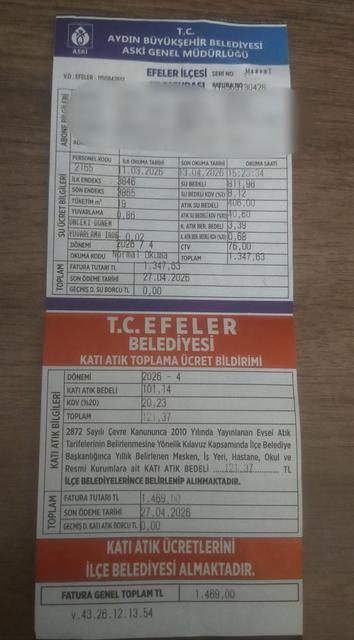 T.C.
AYDIN BÜYÜKŞEHİR BELEDİYESİ
ASKİ GENEL MÜDÜRLÜĞÜ
ASKİ
V.D : EFELER -
EFELER İLÇESİ SERİ NO
ABONE BİLGİLERİ
SU ÜCRET BİLGİLERİ
PERSONEL KODU İLK OKUMA TARİHİ SON OKUMA TARİHİ OKUMA SAATİ
2165 11.03.2026 13.04.2026 15:23:34
İLK ENDEKS 3846 SU BEDELİ 811,98
SON ENDEKS 3865 SU BEDELİ KDV 8,12
TÜKETİM m³ 19 ATIK SU BEDELİ 406,00
YUVARLAMA 0,86 ATIK SU BEDELİ KDV 40,60
ÖNCEKİ DÖNEM K. ATIK BER. BEDELİ 3,39
YUVARLAMA 0,02 0,68
DÖNEMİ 2026 / 4 ÇTV 76,00
OKUMA KODU Normal Okuma TOPLAM 1.347,63
TOPLAM
FATURA TUTARI TL 1.347,63
SON ÖDEME TARİHİ 27.04.2026
GEÇMİŞ D. SU BORCU TL 0,00
T.C. EFELER
BELEDİYESİ
KATI ATIK TOPLAMA ÜCRET BİLDİRİMİ
KATI ATIK BİLGİLERİ
DÖNEMİ 2026 - 4
KATI ATIK BEDELİ 101,14
KDV (%20) 20,23
TOPLAM 121,37
2872 Sayılı Çevre Kanununca 2010 Yılında Yayınlanan Evsel Atık
Tarifelerinin Belirlenmesine Yönelik Kılavuz Kapsamında İlçe Belediye
Başkanlığınca Yıllık Belirlenen Mesken, İş Yeri, Hastane, Okul ve
Resmi Kurulara ait KATI ATIK BEDELİ ....121,37.... TL
İLÇE BELEDİYELERİNCE BELİRLENİP ALINMAKTADIR.
TOPLAM
FATURA TUTARI TL 1.469,00
SON ÖDEME TARİHİ 27.04.2026
GEÇMİŞ D. KATI ATIK BORCU TL 0,00
KATI ATIK ÜCRETLERİNİ
İLÇE BELEDİYESİ ALMAKTADIR.
FATURA GENEL TOPLAM TL 1.469,00
v.43.26.12.13.54